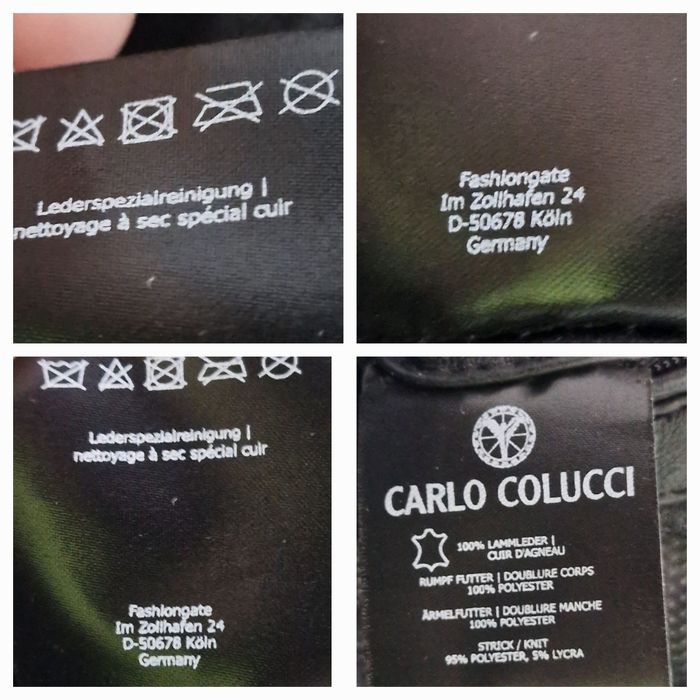 Lederspezialreinigung |
nettoyage à sec spécial cuir
Fashiongate
Im Zollhafen 24
D-50678 Köln
Germany
Lederspezialreinigung |
nettoyage à sec spécial cuir
Fashiongate
Im Zollhafen 24
D-50678 Köln
Germany
CARLO COLUCCI
100% LAMMLEDER |
CUIR D'AGNEAU
RUMPF FUTTER | DOUBLURE CORPS
100% POLYESTER
ÄRMELFUTTER | DOUBLURE MANCHE
100% POLYESTER
STRICK / KNIT
95% POLYESTER, 5% LYCRA